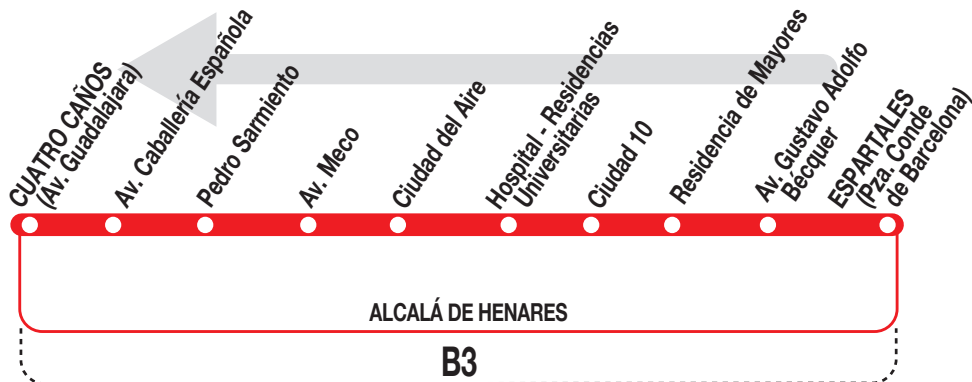 CUATRO CAÑOS
(Av. Guadalajara)
Av. Caballería Española
Pedro Sarmiento
Av. Meco
Ciudad del Aire
Hospital - Residencias
Universitarias
Ciudad 10
Residencia de Mayores
Av. Gustavo Adolfo
Bécquer
ESPARTALES
(Pza. Conde
de Barcelona)
ALCALÁ DE HENARES
B3